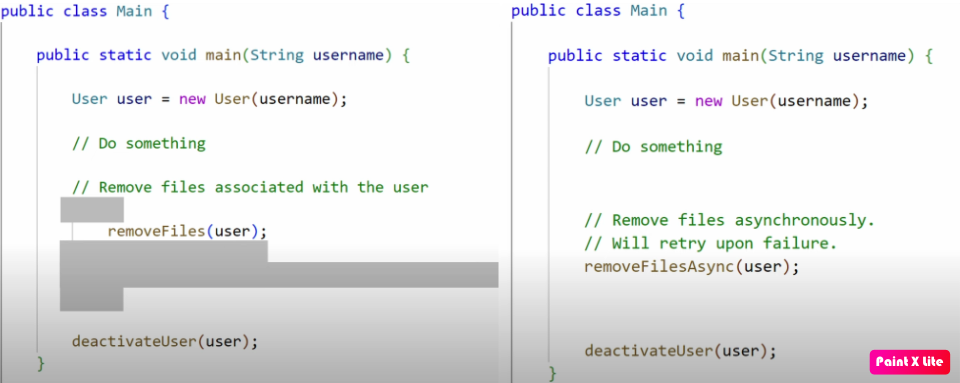 public class Main {
public static void main(String username) {
User user = new User(username);
// Do something
// Remove files associated with the user
removeFiles(user);
deactivateUser(user);
}
public class Main {
public static void main(String username) {
User user = new User(username);
// Do something
// Remove files asynchronously.
// Will retry upon failure.
removeFilesAsync(user);
deactivateUser(user);
}
Paint X Lite